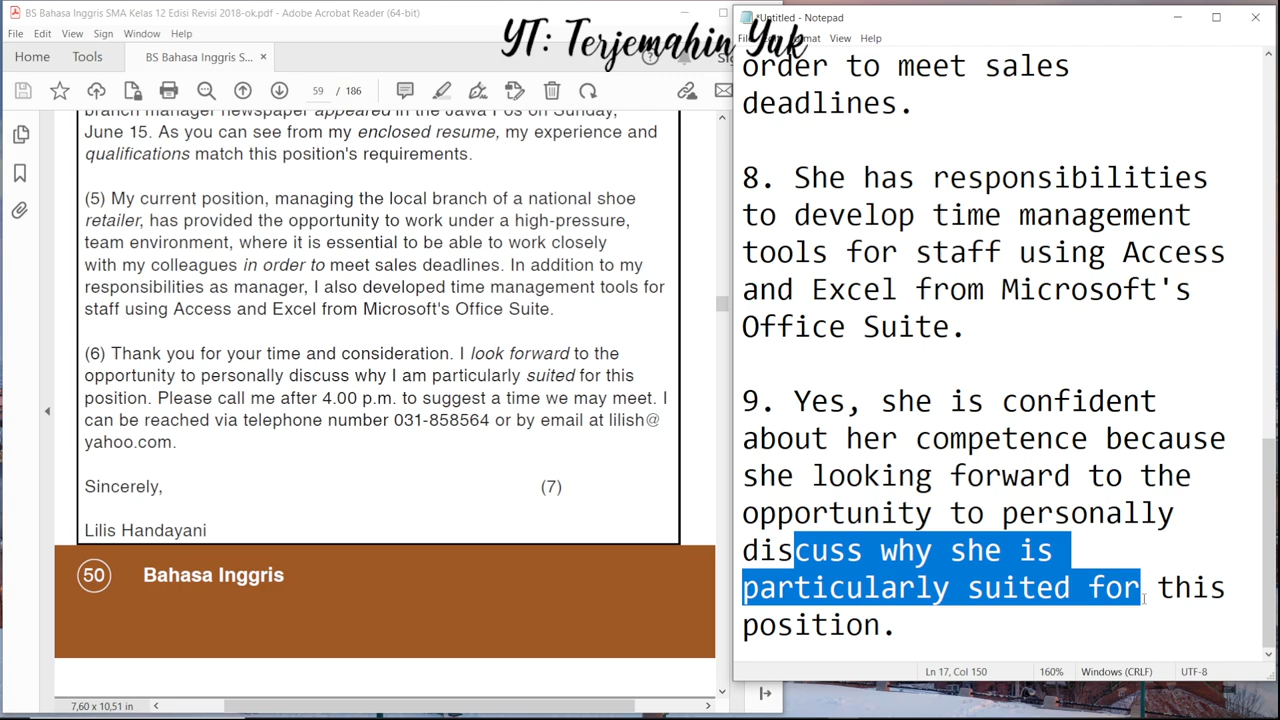 BS Bahasa Inggris SMA Kelas 12 Edisi Revisi 2018-ok.pdf - Adobe Acrobat Reader (64-bit)
File Edit View Sign Window Help
YT: Terjemahin Yuk
Home Tools BS Bahasa Inggris S... ×
59 / 186
branch manager newspaper appeared in the Jawa Pos on Sunday,
June 15. As you can see from my enclosed resume, my experience and
qualifications match this position's requirements.
(5) My current position, managing the local branch of a national shoe
retailer, has provided the opportunity to work under a high-pressure,
team environment, where it is essential to be able to work closely
with my colleagues in order to meet sales deadlines. In addition to my
responsibilities as manager, I also developed time management tools for
staff using Access and Excel from Microsoft's Office Suite.
(6) Thank you for your time and consideration. I look forward to the
opportunity to personally discuss why I am particularly suited for this
position. Please call me after 4.00 p.m. to suggest a time we may meet. I
can be reached via telephone number 031-858564 or by email at lilish@
yahoo.com.
Sincerely, (7)
Lilis Handayani
50 Bahasa Inggris
7,60 x 10,51 in
*Untitled - Notepad
View Help
order to meet sales
deadlines.
8. She has responsibilities
to develop time management
tools for staff using Access
and Excel from Microsoft's
Office Suite.
9. Yes, she is confident
about her competence because
she looking forward to the
opportunity to personally
discuss why she is
particularly suited for this
position.
Ln 17, Col 150 160% Windows (CRLF) UTF-8